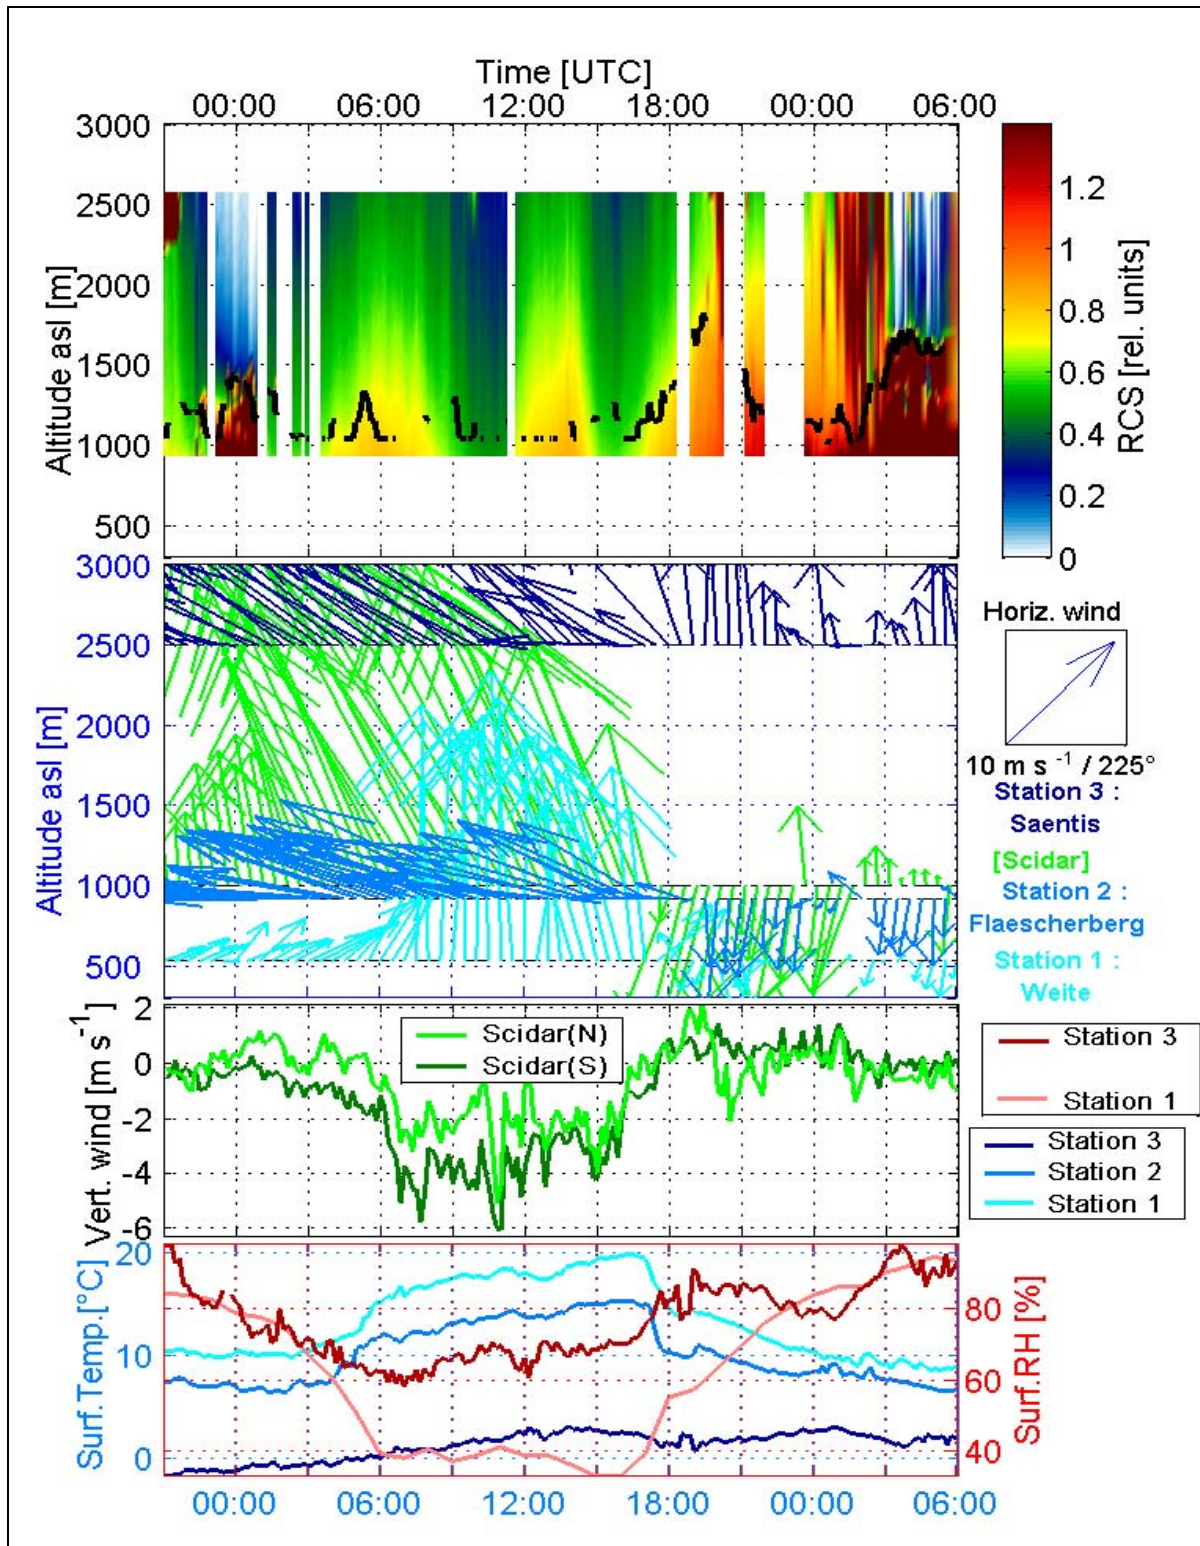 Time [UTC]
00:00 06:00 12:00 18:00 00:00 06:00
3000
2500
2000
1500
1000
500
Altitude asl [m]
1.2
1
0.8
0.6
0.4
0.2
0
RCS [rel. units]
3000
2500
2000
1500
1000
500
Altitude asl [m]
Horiz. wind
10 m s⁻¹ / 225°
Station 3 :
Saentis
[Scidar]
Station 2 :
Flaescherberg
Station 1 :
Weite
2
0
-2
-4
-6
Vert. wind [m s⁻¹]
Scidar(N)
Scidar(S)
Station 3
Station 1
Station 3
Station 2
Station 1
20
10
0
Surf.Temp.[°C]
80
60
40
Surf.RH [%]
00:00 06:00 12:00 18:00 00:00 06:00